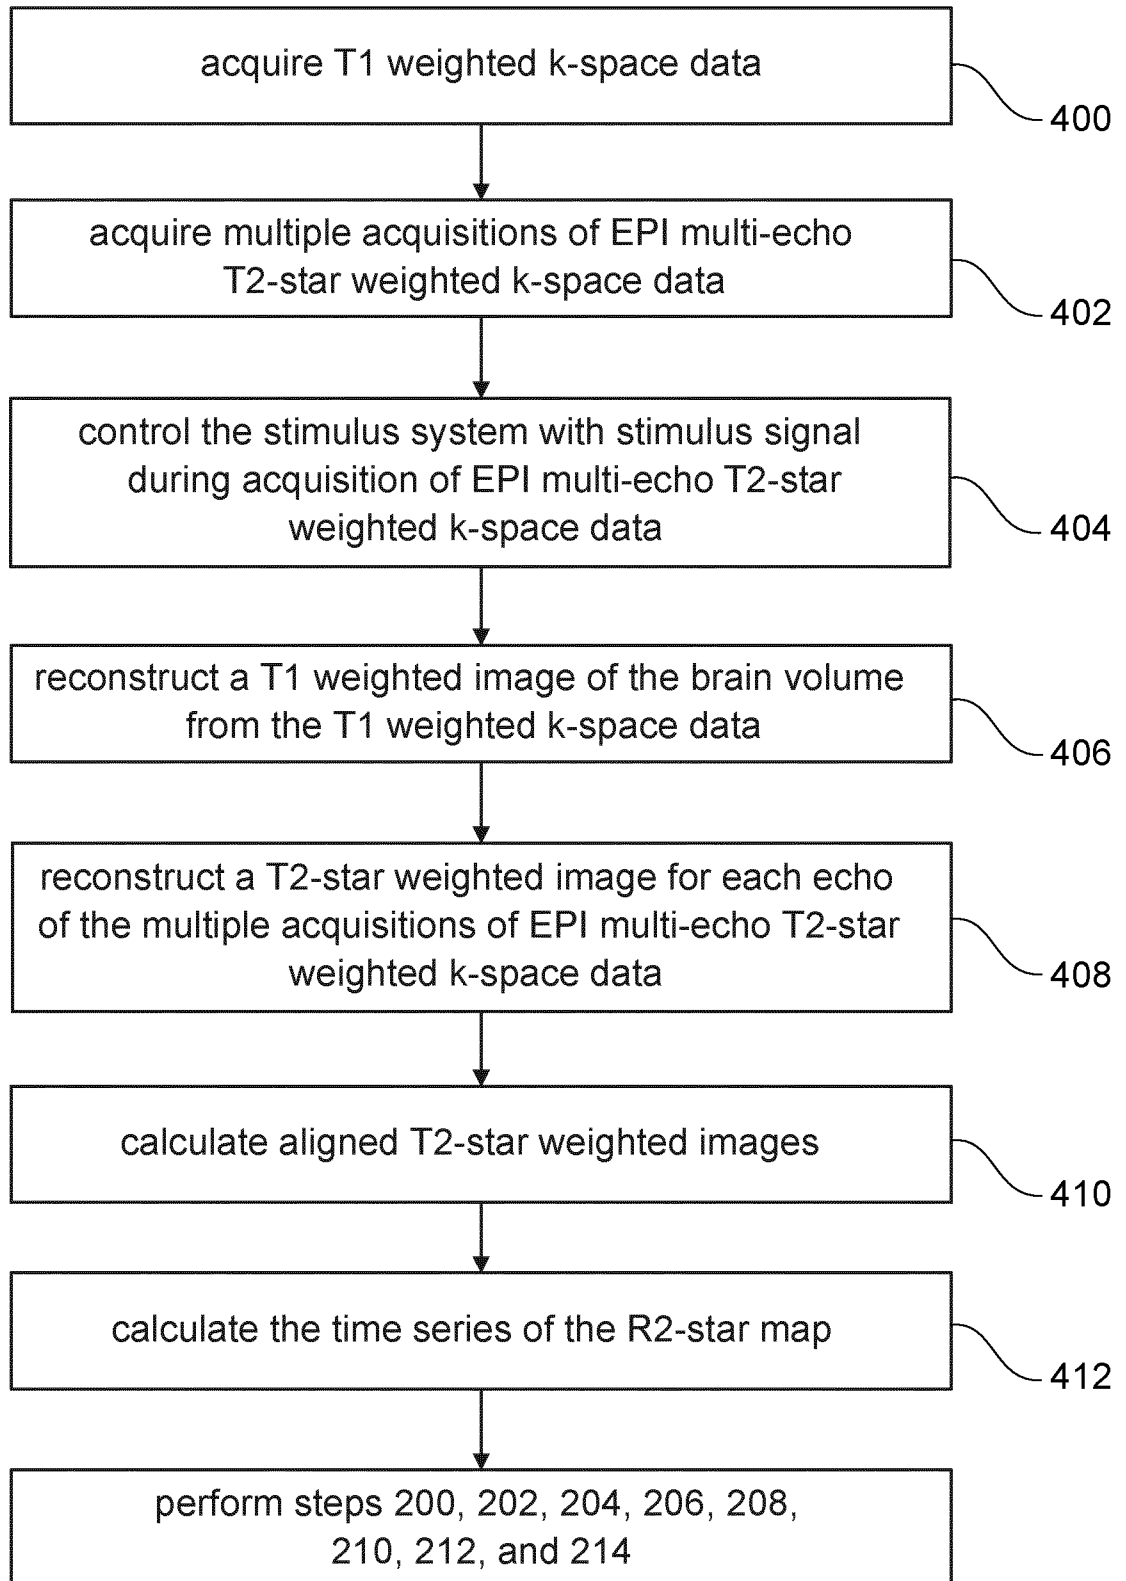 acquire T1 weighted k-space data
400
acquire multiple acquisitions of EPI multi-echo
T2-star weighted k-space data
402
control the stimulus system with stimulus signal
during acquisition of EPI multi-echo T2-star
weighted k-space data
404
reconstruct a T1 weighted image of the brain volume
from the T1 weighted k-space data
406
reconstruct a T2-star weighted image for each echo
of the multiple acquisitions of EPI multi-echo T2-star
weighted k-space data
408
calculate aligned T2-star weighted images
410
calculate the time series of the R2-star map
412
perform steps 200, 202, 204, 206, 208,
210, 212, and 214